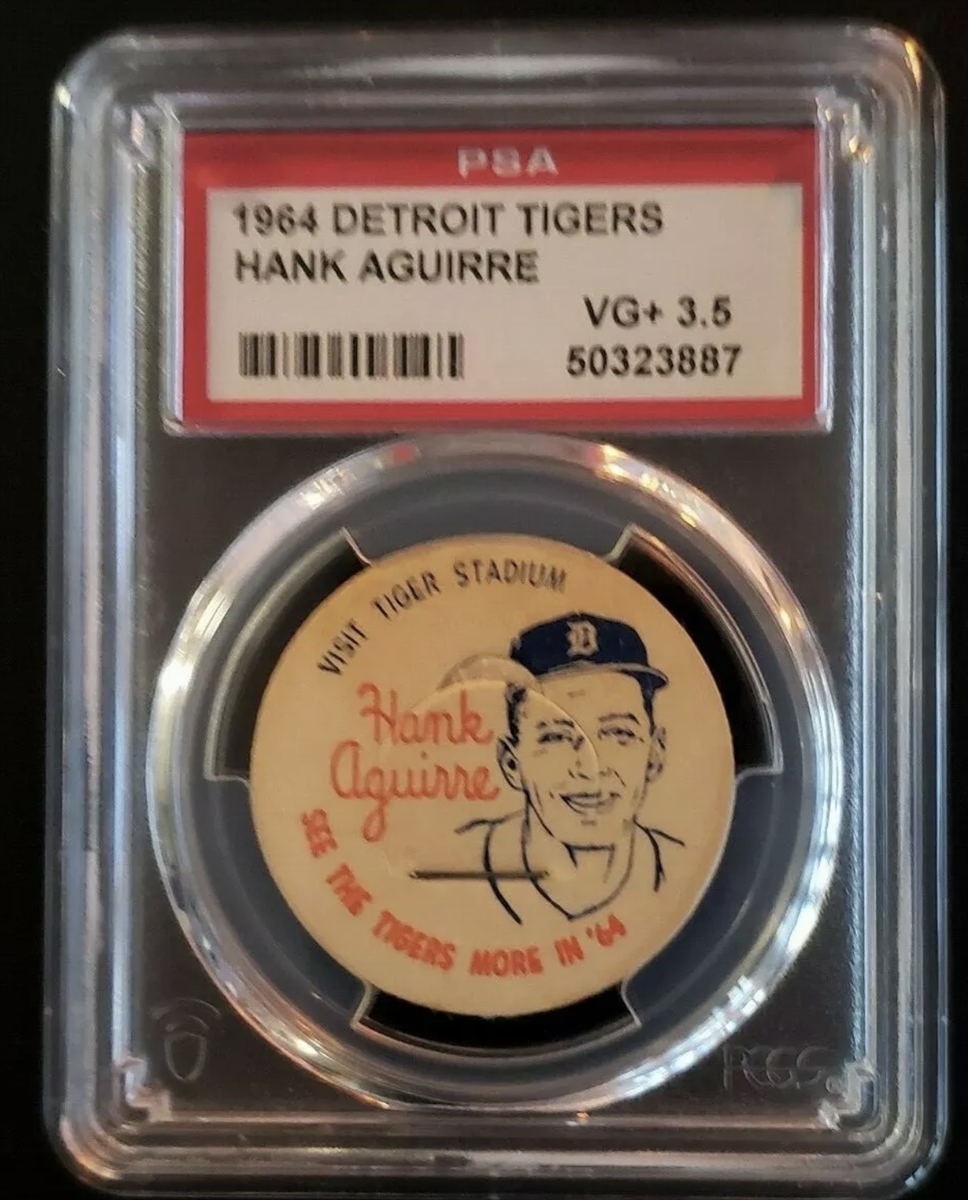 PSA
1964 DETROIT TIGERS
HANK AGUIRRE
VG+ 3.5
50323887
VISIT TIGER STADIUM
D
Hank
Aguirre
SEE THE TIGERS MORE IN '64
PCGS